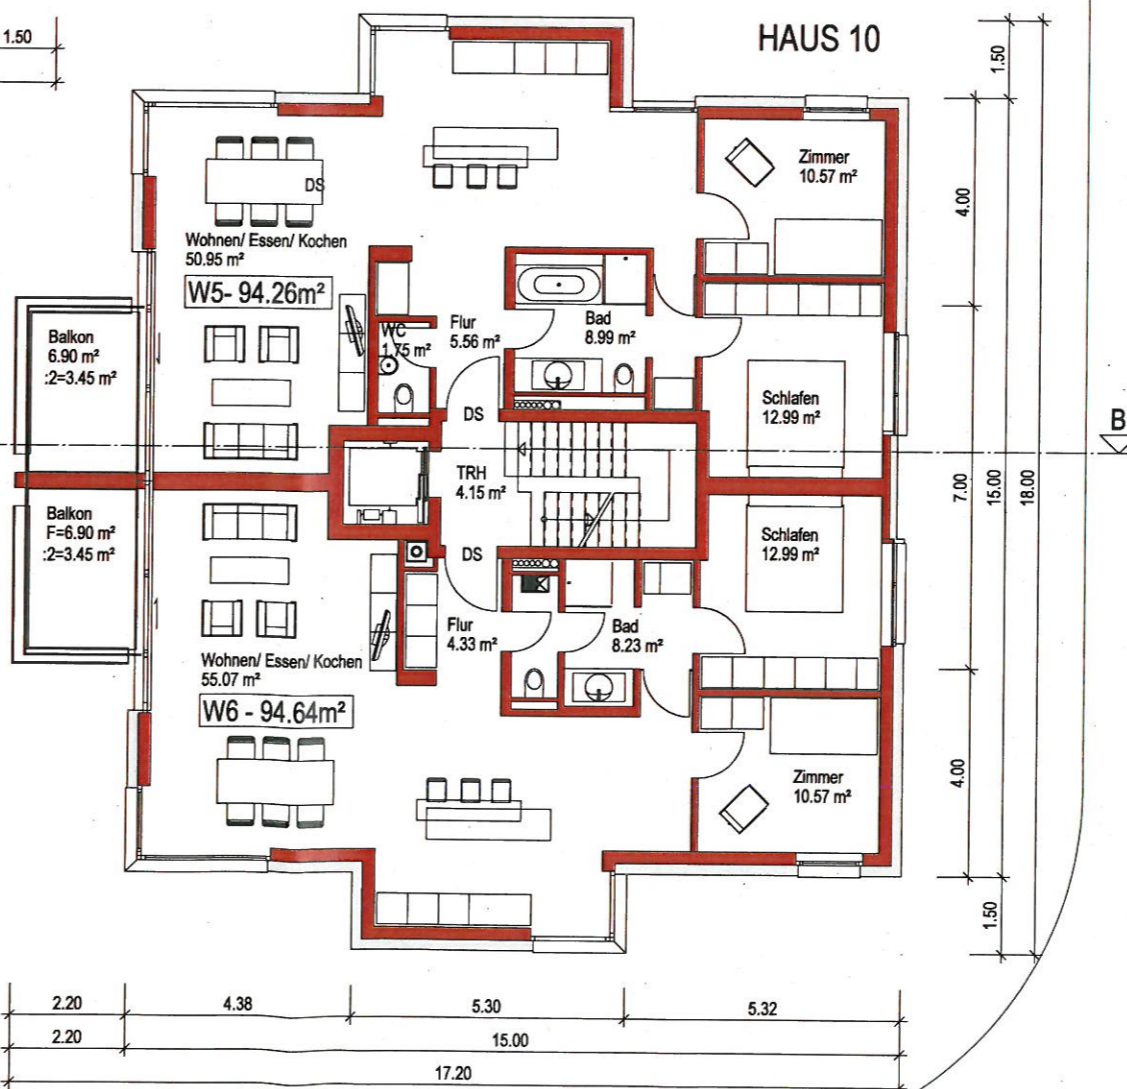 1.50
HAUS 10
1.50
Zimmer
10.57 m²
DS
4.00
Wohnen/ Essen/ Kochen
50.95 m²
W5- 94.26m²
Balkon
6.90 m²
:2=3.45 m²
WC
1.75 m²
Flur
5.56 m²
Bad
8.99 m²
Schlafen
12.99 m²
DS
B
TRH
4.15 m²
7.00
15.00
18.00
Balkon
F=6.90 m²
:2=3.45 m²
Schlafen
12.99 m²
DS
Flur
4.33 m²
Bad
8.23 m²
Wohnen/ Essen/ Kochen
55.07 m²
W6 - 94.64m²
Zimmer
10.57 m²
4.00
1.50
2.20
4.38
5.30
5.32
2.20
15.00
17.20